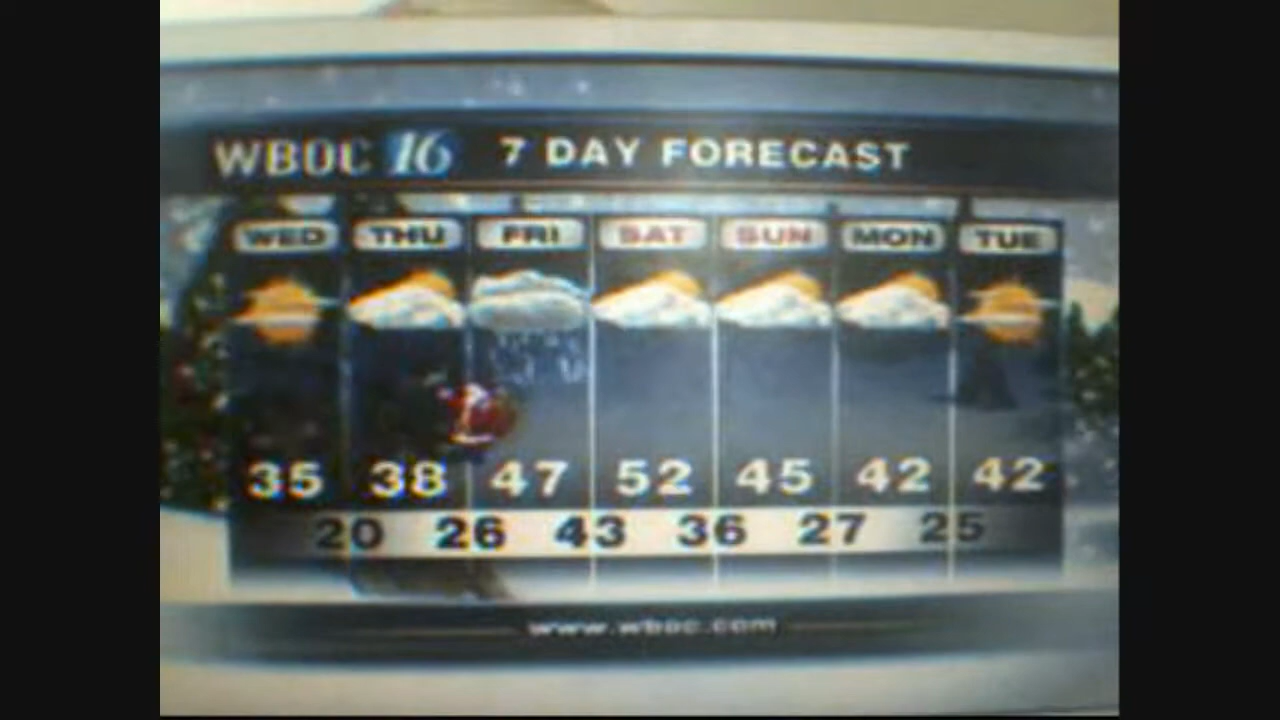 WBOC 16 7 DAY FORECAST
WED THU FRI SAT SUN MON TUE
35 38 47 52 45 42 42
20 26 43 36 27 25
www.wboc.com